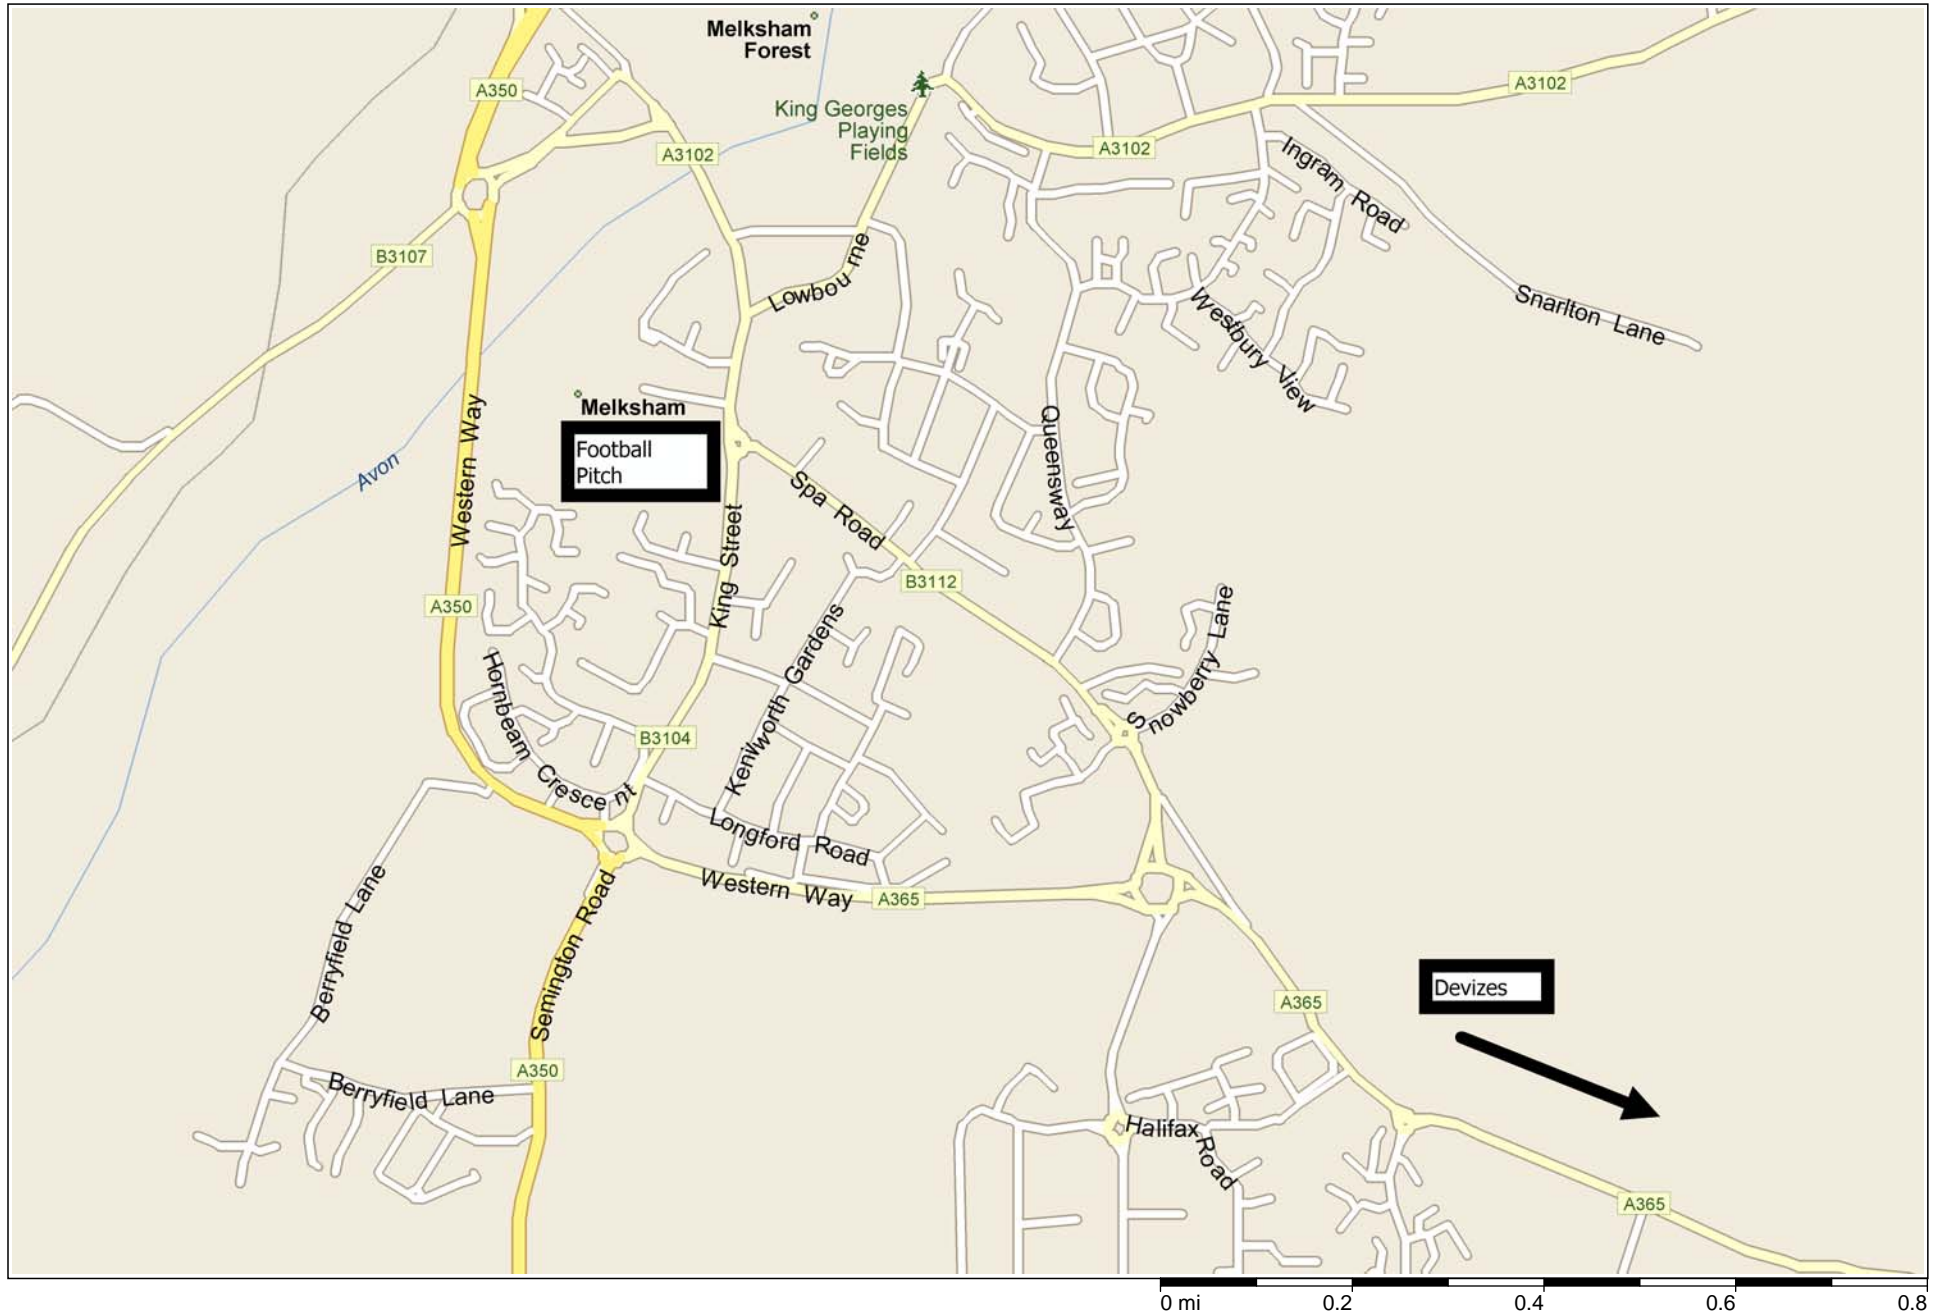 Melksham
Forest
A350
King Georges
Playing
Fields
A3102
A3102
A3102
Ingram Road
B3107
Lowbourne
Snarlton Lane
Westbury View
Western Way
Melksham
Football
Pitch
Queensway
Avon
Spa Road
King Street
B3112
A350
Snowberry Lane
Kenilworth Gardens
Hornbeam Crescent
B3104
Longford Road
Western Way
A365
Berryfield Lane
Semington Road
Devizes
A365
A350
Berryfield Lane
Halifax Road
A365
0 mi 0.2 0.4 0.6 0.8